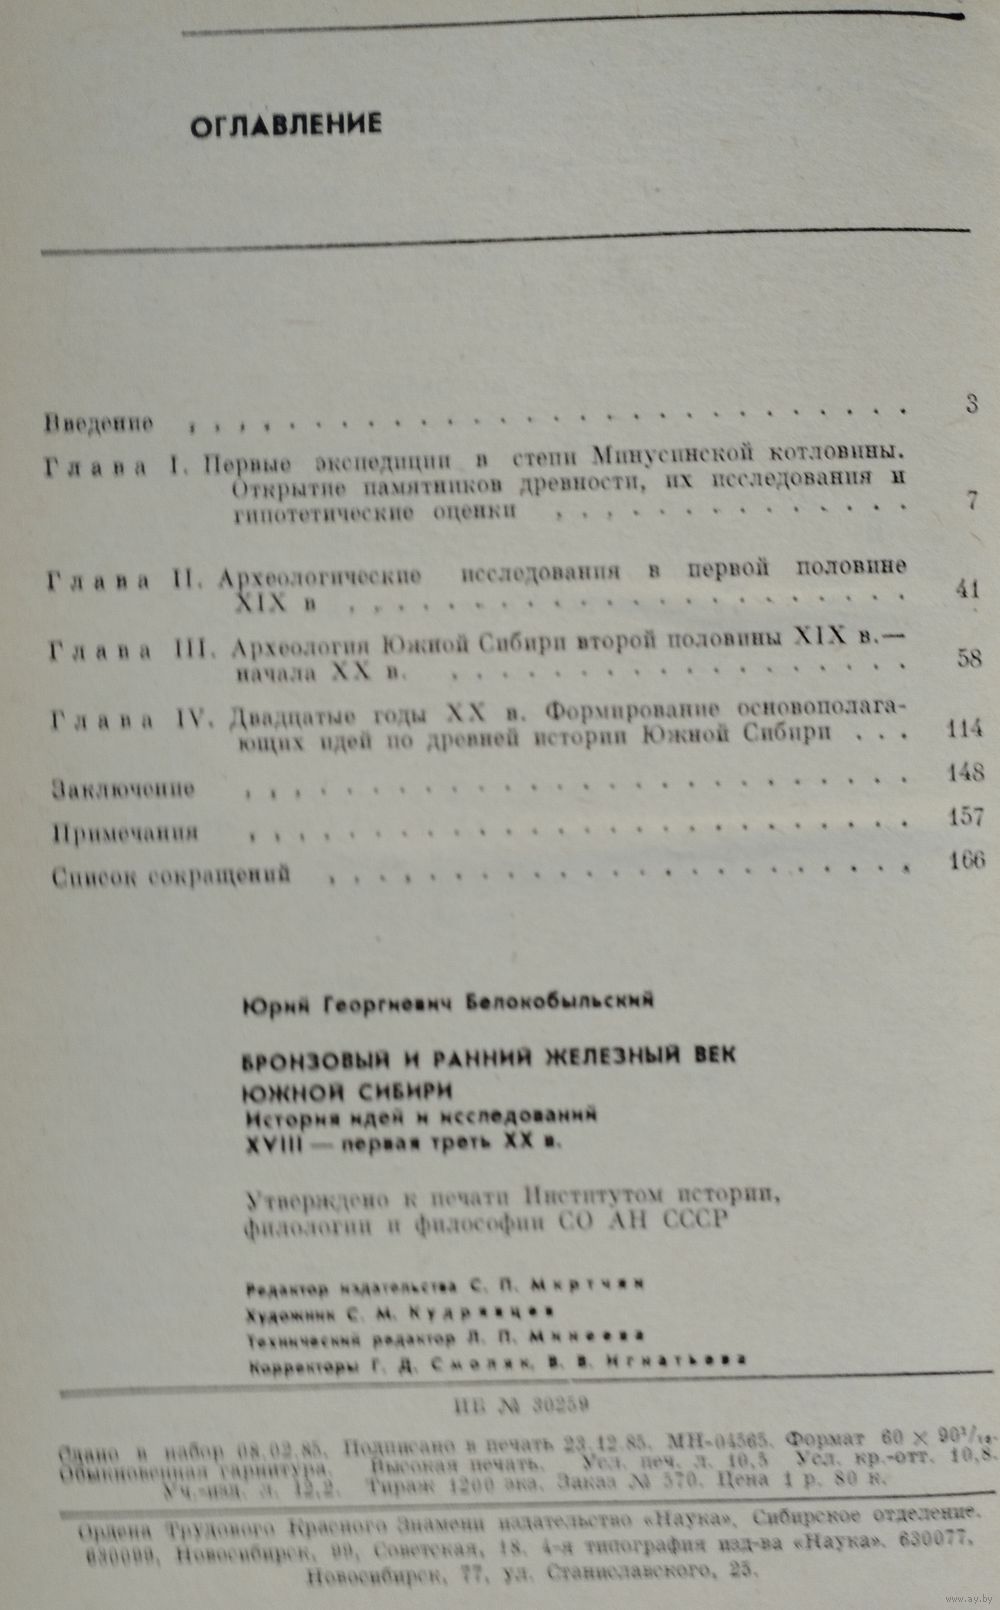 ОГЛАВЛЕНИЕ
Введение . . . . . . . . . . . . . . . . . . . . . . . . . . . . . 3
Глава I. Первые экспедиции в степи Минусинской котловины.
Открытие памятников древности, их исследования и
гипотетические оценки . . . . . . . . . . . . . . 7
Глава II. Археологические исследования в первой половине
XIX в . . . . . . . . . . . . . . . . . . . . . . 41
Глава III. Археология Южной Сибири второй половины XIX в.—
начала XX в. . . . . . . . . . . . . . . . . . . 58
Глава IV. Двадцатые годы XX в. Формирование основополага-
ющих идей по древней истории Южной Сибири . . . 114
Заключение . . . . . . . . . . . . . . . . . . . . . . . . . . 148
Примечания . . . . . . . . . . . . . . . . . . . . . . . . . . 157
Список сокращений . . . . . . . . . . . . . . . . . . . . . . . 166
Юрий Георгиевич Белокобыльский
БРОНЗОВЫЙ И РАННИЙ ЖЕЛЕЗНЫЙ ВЕК
ЮЖНОЙ СИБИРИ
История идей и исследований
XVIII — первая треть XX в.
Утверждено к печати Институтом истории,
филологии и философии СО АН СССР
Редактор издательства С. П. Мкртчян
Художник С. М. Кудрявцев
Технический редактор Л. П. Минеева
Корректоры Г. Д. Смоляк, В. В. Игнатьева
ИБ № 30259
Сдано в набор 08.02.85. Подписано в печать 23.12.85. МН-04565. Формат 60 × 90¹/₁₆.
Обыкновенная гарнитура. Высокая печать. Усл. печ. л. 10,5 Усл. кр.-отт. 10,8.
Уч.-изд. л. 12,2. Тираж 1200 экз. Заказ № 570. Цена 1 р. 80 к.
Ордена Трудового Красного Знамени издательство «Наука», Сибирское отделение.
630099, Новосибирск, 99, Советская, 18. 4-я типография изд-ва «Наука». 630077,
Новосибирск, 77, ул. Станиславского, 25.
www.ay.by